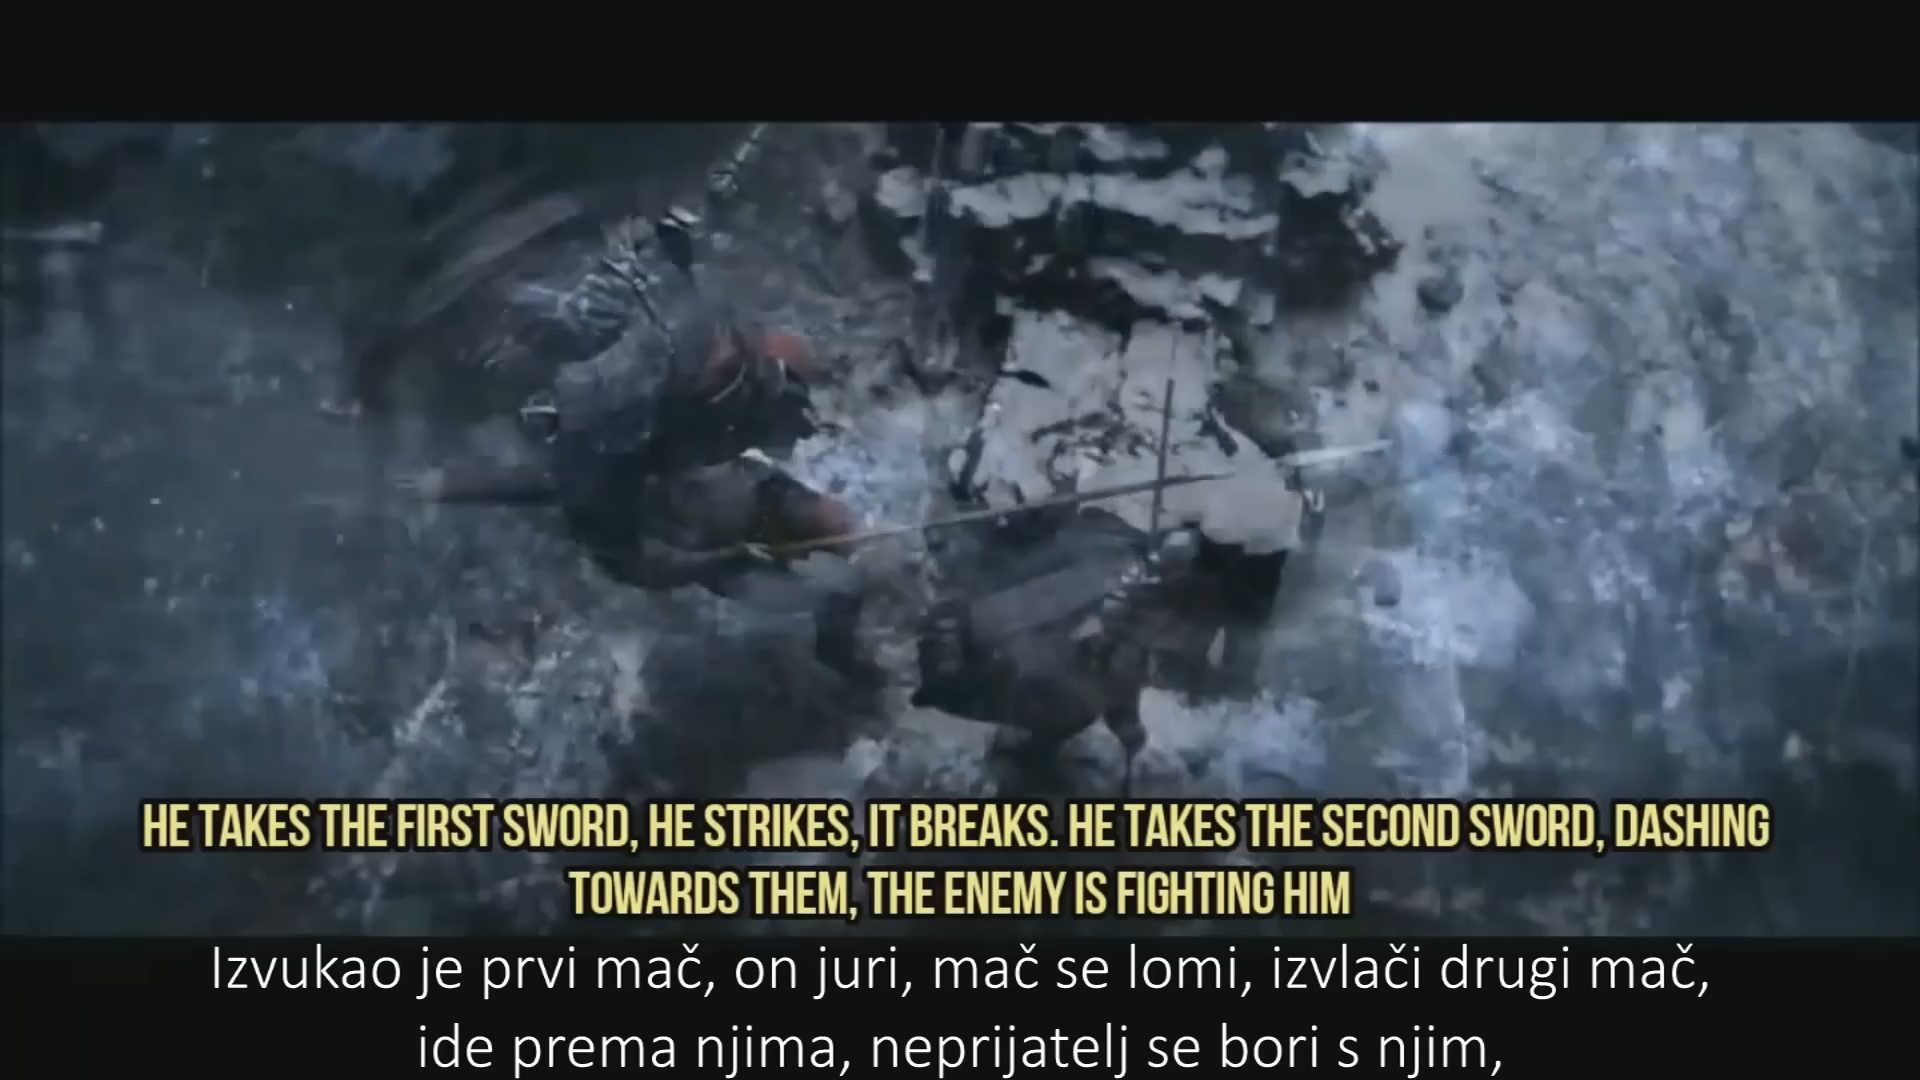 HE TAKES THE FIRST SWORD, HE STRIKES, IT BREAKS. HE TAKES THE SECOND SWORD, DASHING
TOWARDS THEM, THE ENEMY IS FIGHTING HIM
Izvukao je prvi mač, on juri, mač se lomi, izvlači drugi mač,
ide prema njima, neprijatelj se bori s njim,